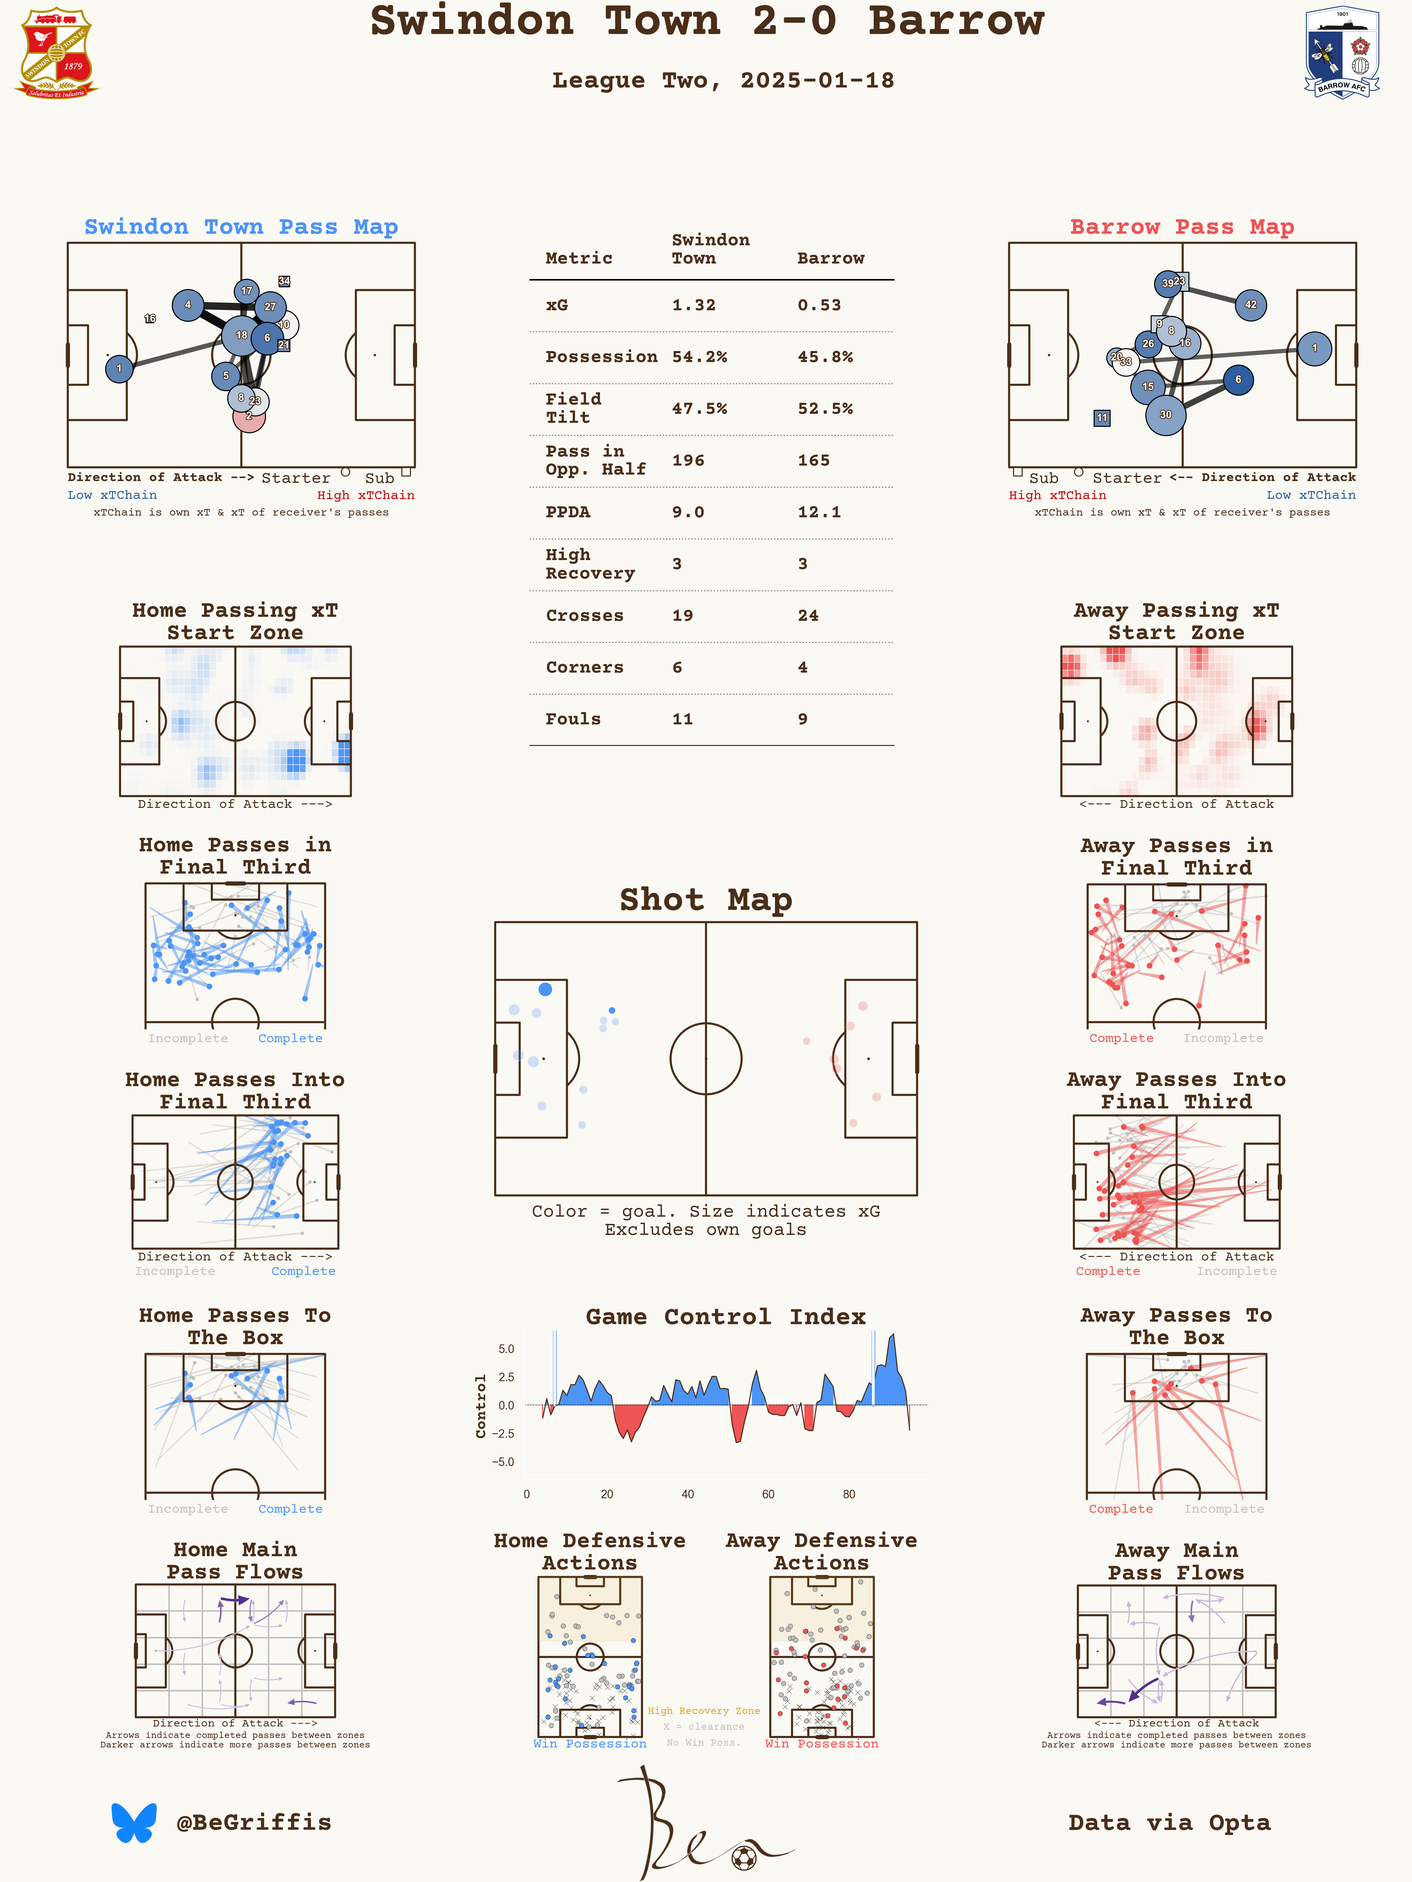 Swindon Town 2-0 Barrow
League Two, 2025-01-18
SWINDON TOWN FC
1879
Salubritas Et Industria
1901
BARROW AFC
Swindon Town Pass Map
34
17
4
27
10
16
18
6
21
1
5
8
23
2
Direction of Attack --> Starter Sub
Low xTChain High xTChain
xTChain is own xT & xT of receiver's passes
Metric Swindon Town Barrow
xG 1.32 0.53
Possession 54.2% 45.8%
Field Tilt 47.5% 52.5%
Pass in Opp. Half 196 165
PPDA 9.0 12.1
High Recovery 3 3
Crosses 19 24
Corners 6 4
Fouls 11 9
Barrow Pass Map
39
23
42
9
8
26
16
1
20
33
15
6
30
11
Sub Starter <-- Direction of Attack
High xTChain Low xTChain
xTChain is own xT & xT of receiver's passes
Home Passing xT
Start Zone
Direction of Attack --->
Away Passing xT
Start Zone
<--- Direction of Attack
Home Passes in
Final Third
Incomplete Complete
Away Passes in
Final Third
Complete Incomplete
Shot Map
Color = goal. Size indicates xG
Excludes own goals
Home Passes Into
Final Third
Direction of Attack --->
Incomplete Complete
Away Passes Into
Final Third
<--- Direction of Attack
Complete Incomplete
Home Passes To
The Box
Incomplete Complete
Game Control Index
Control
5.0
2.5
0.0
−2.5
−5.0
0 20 40 60 80
Away Passes To
The Box
Complete Incomplete
Home Main
Pass Flows
Direction of Attack --->
Arrows indicate completed passes between zones
Darker arrows indicate more passes between zones
Home Defensive
Actions
Win Possession
High Recovery Zone
X = clearance
No Win Poss.
Away Defensive
Actions
Win Possession
Away Main
Pass Flows
<--- Direction of Attack
Arrows indicate completed passes between zones
Darker arrows indicate more passes between zones
@BeGriffis
Ben
Data via Opta